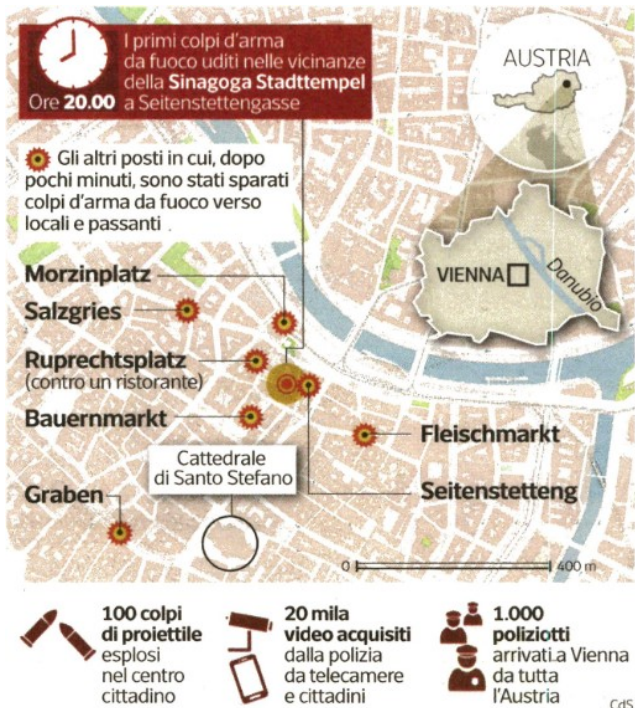 I primi colpi d'arma
da fuoco uditi nelle vicinanze
della Sinagoga Stadttempel
a Seitenstettengasse
Ore 20.00
AUSTRIA
Gli altri posti in cui, dopo
pochi minuti, sono stati sparati
colpi d'arma da fuoco verso
locali e passanti
VIENNA
Danubio
Morzinplatz
Salzgries
Ruprechtsplatz
(contro un ristorante)
Bauernmarkt
Fleischmarkt
Cattedrale
di Santo Stefano
Seitenstetteng
Graben
0 400 m
100 colpi
di proiettile
esplosi
nel centro
cittadino
20 mila
video acquisiti
dalla polizia
da telecamere
e cittadini
1.000
poliziotti
arrivati a Vienna
da tutta
l'Austria
CdS